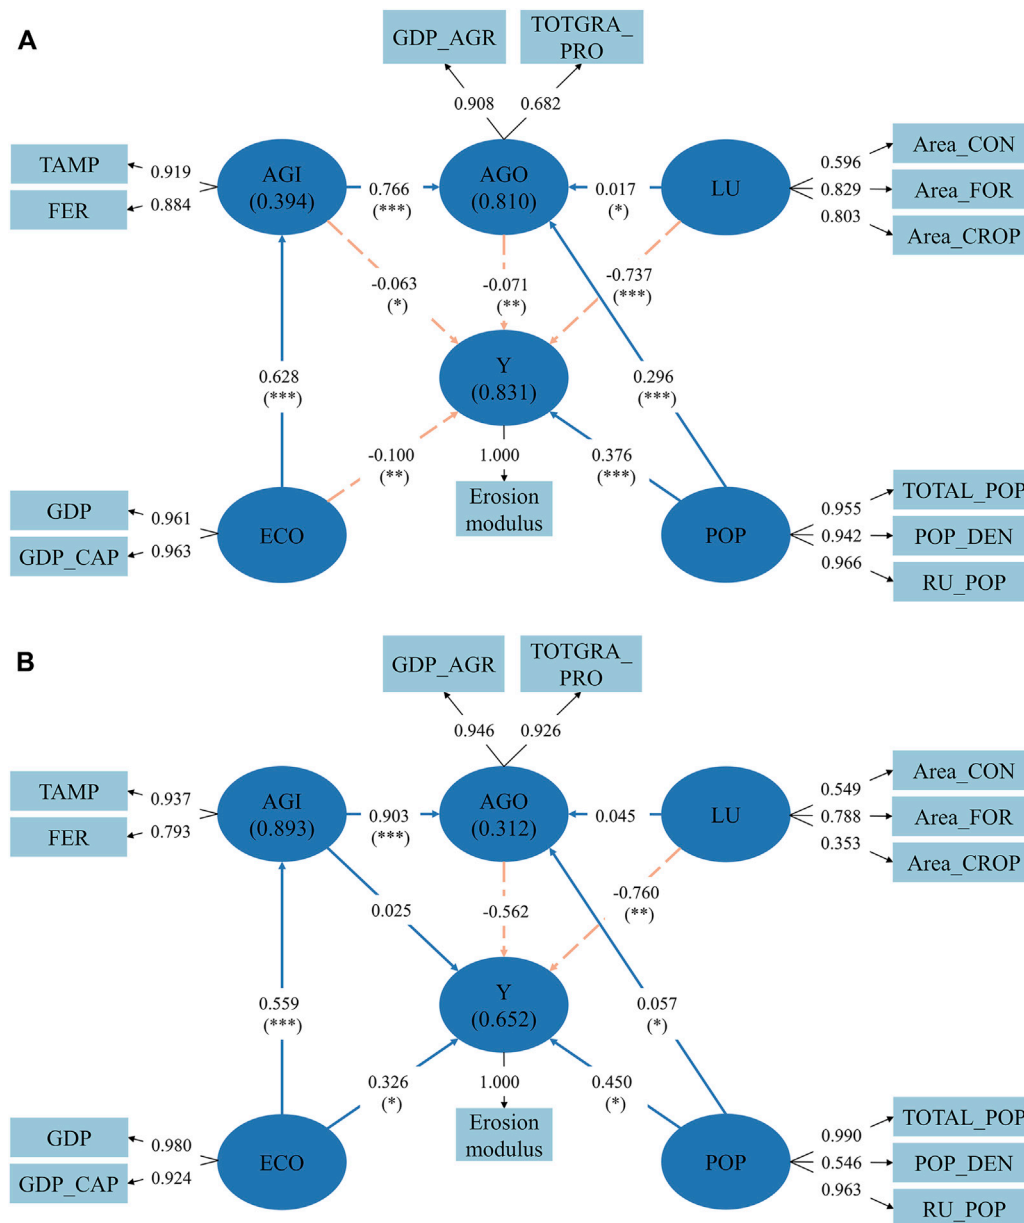 A
GDP_AGR
TOTGRA_
PRO
0.908
0.682
TAMP
FER
0.919
0.884
AGI
(0.394)
0.766
(***)
AGO
(0.810)
0.017
(*)
LU
0.596
0.829
0.803
Area_CON
Area_FOR
Area_CROP
-0.063
(*)
-0.071
(**)
-0.737
(***)
Y
(0.831)
0.628
(***)
0.296
(***)
-0.100
(**)
1.000
0.376
(***)
Erosion
modulus
GDP
GDP_CAP
0.961
0.963
ECO
POP
0.955
0.942
0.966
TOTAL_POP
POP_DEN
RU_POP
B
GDP_AGR
TOTGRA_
PRO
0.946
0.926
TAMP
FER
0.937
0.793
AGI
(0.893)
0.903
(***)
AGO
(0.312)
0.045
LU
0.549
0.788
0.353
Area_CON
Area_FOR
Area_CROP
0.025
-0.562
-0.760
(**)
Y
(0.652)
0.559
(***)
0.057
(*)
0.326
(*)
1.000
0.450
(*)
Erosion
modulus
GDP
GDP_CAP
0.980
0.924
ECO
POP
0.990
0.546
0.963
TOTAL_POP
POP_DEN
RU_POP